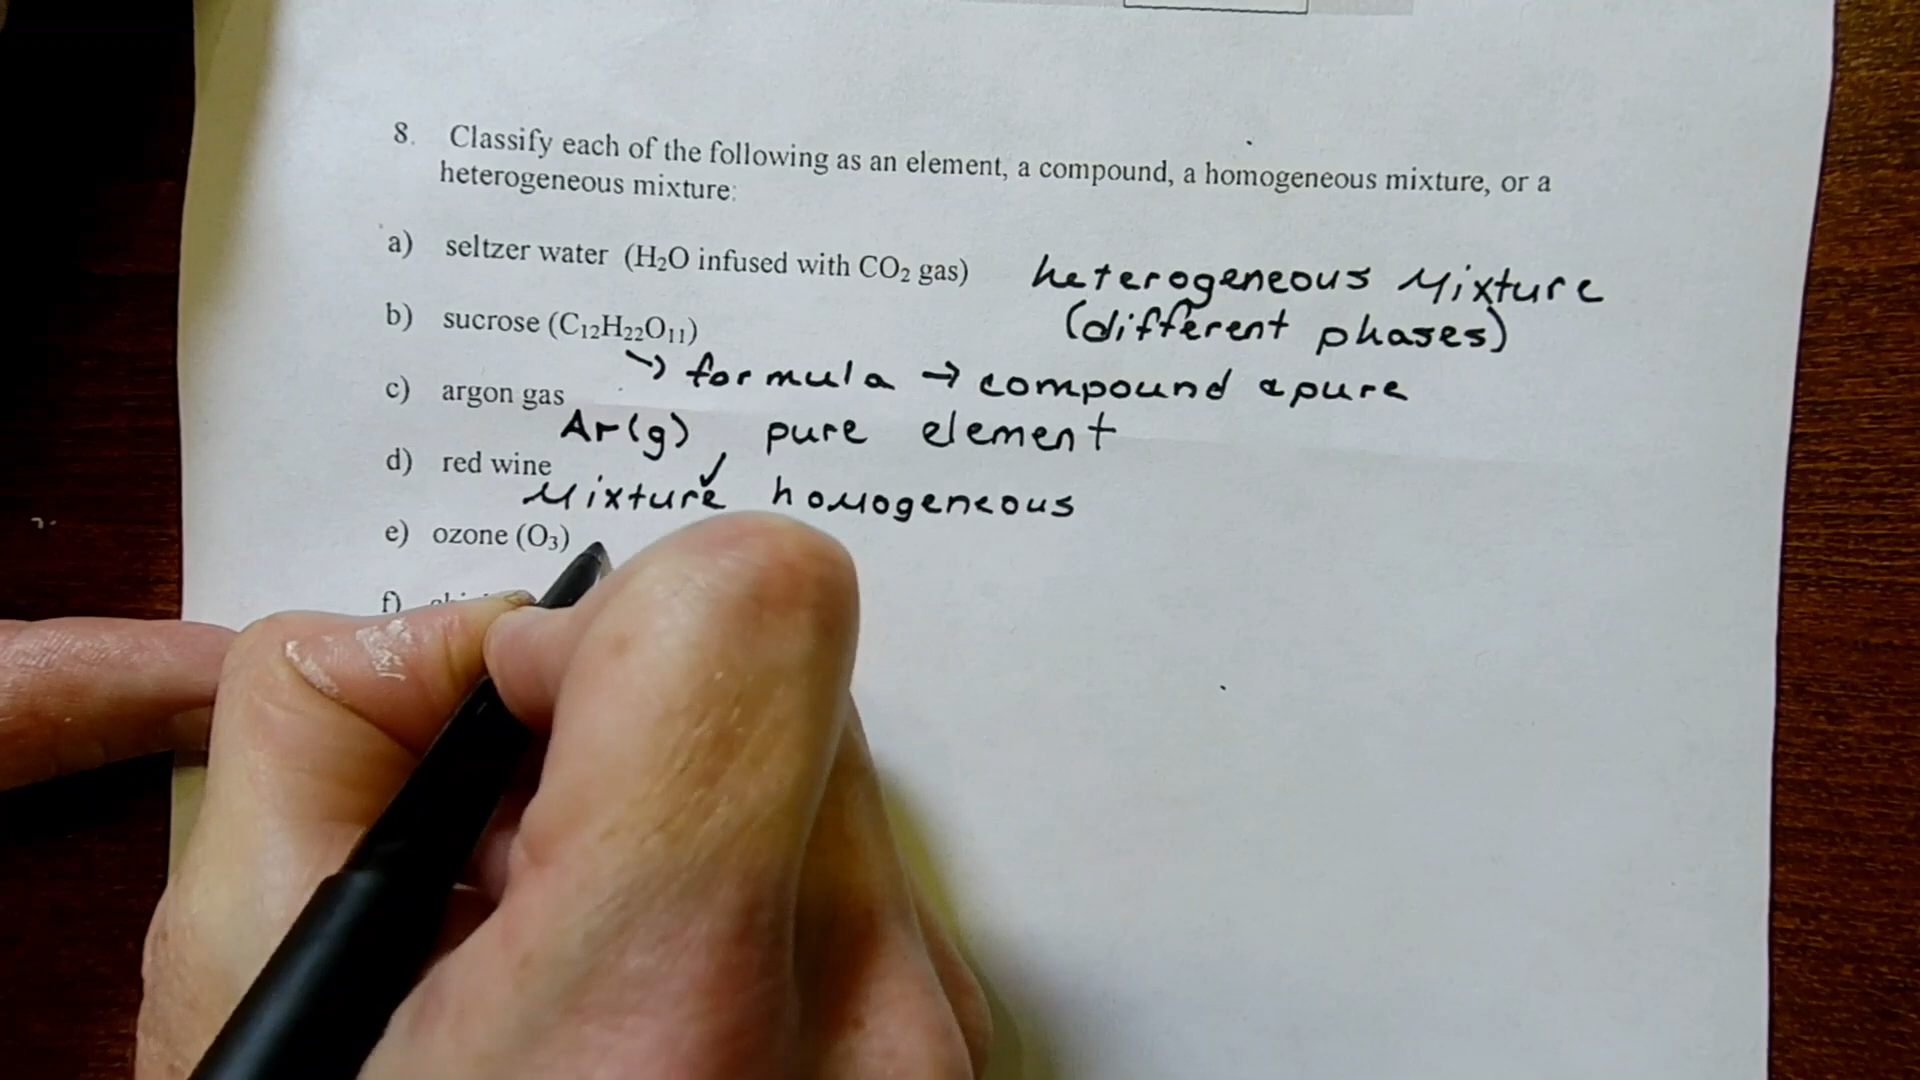 8. Classify each of the following as an element, a compound, a homogeneous mixture, or a
heterogeneous mixture:
a) seltzer water (H₂O infused with CO₂ gas) heterogeneous Mixture
(different phases)
b) sucrose (C₁₂H₂₂O₁₁)
→ formula → compound a pure
c) argon gas
Ar(g), pure element
d) red wine
Mixture homogeneous
e) ozone (O₃)
f)